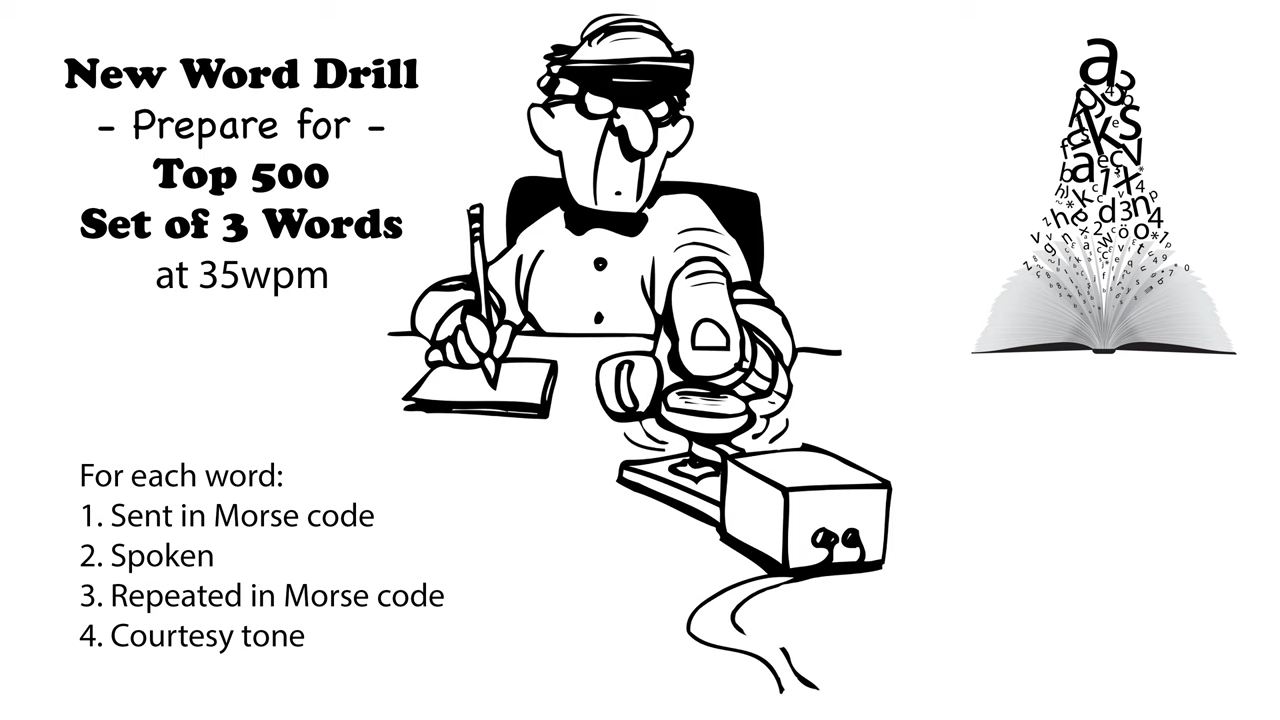 New Word Drill
- Prepare for -
Top 500
Set of 3 Words
at 35wpm
For each word:
1. Sent in Morse code
2. Spoken
3. Repeated in Morse code
4. Courtesy tone